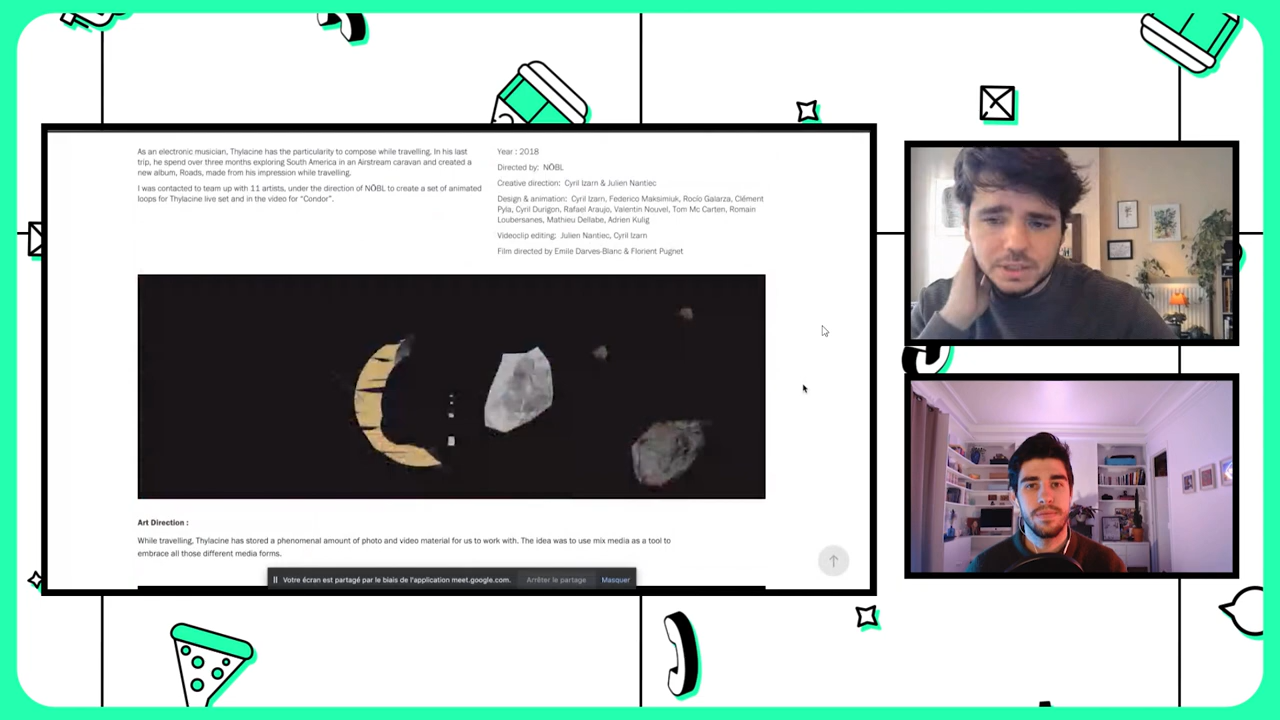 As an electronic musician, Thylacine has the particularity to compose while travelling. In his last
trip, he spend over three months exploring South America in an Airstream caravan and created a
new album, Roads, made from his impression while travelling.
I was contacted to team up with 11 artists, under the direction of NÖBL to create a set of animated
loops for Thylacine live set and in the video for “Condor”.
Year : 2018
Directed by: NÖBL
Creative direction: Cyril Izarn & Julien Nantiec
Design & animation: Cyril Izarn, Federico Maksimiuk, Rocío Galarza, Clément
Pyla, Cyril Durigon, Rafael Araujo, Valentin Nouvel, Tom Mc Carten, Romain
Loubersanes, Mathieu Dellabe, Adrien Kulig
Videoclip editing: Julien Nantiec, Cyril Izarn
Film directed by Emile Darves-Blanc & Florient Pugnet
Art Direction :
While travelling, Thylacine has stored a phenomenal amount of photo and video material for us to work with. The idea was to use mix media as a tool to
embrace all those different media forms.
Votre écran est partagé par le biais de l'application meet.google.com. Arrêter le partage Masquer